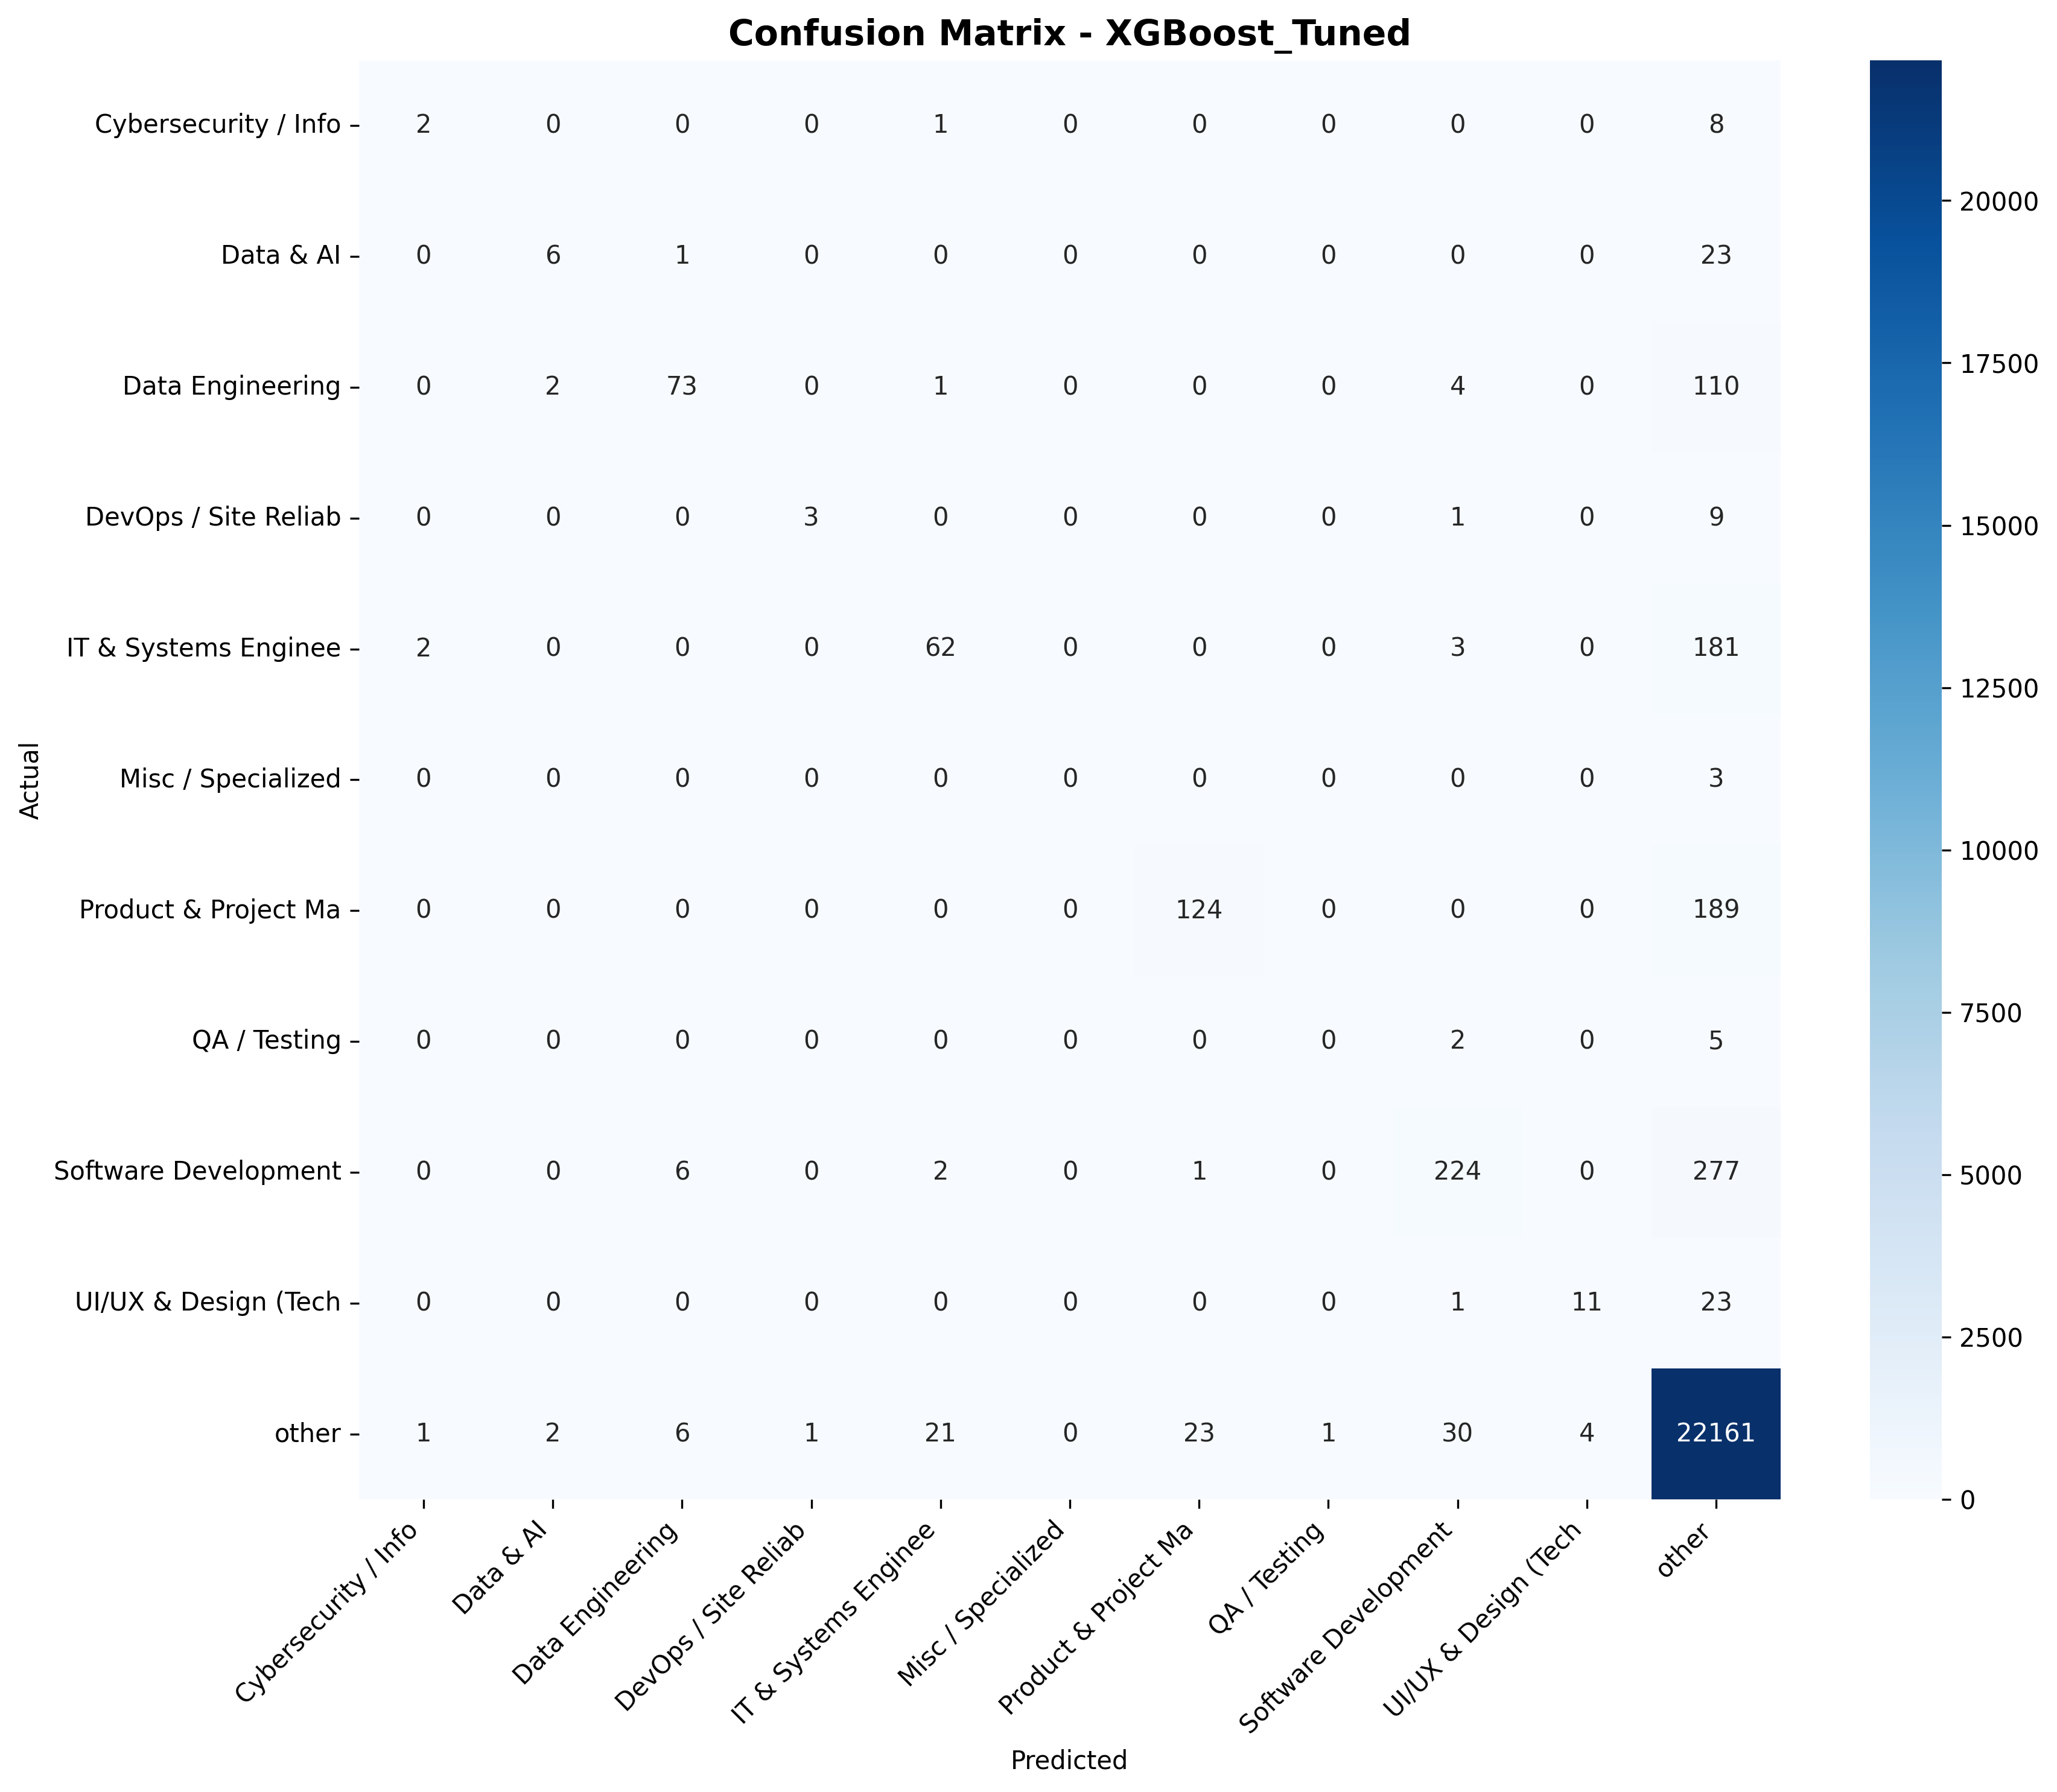 Confusion Matrix - XGBoost_Tuned
Cybersecurity / Info 2 0 0 0 1 0 0 0 0 0 8
Data & AI 0 6 1 0 0 0 0 0 0 0 23
Data Engineering 0 2 73 0 1 0 0 0 4 0 110
DevOps / Site Reliab 0 0 0 3 0 0 0 0 1 0 9
IT & Systems Enginee 2 0 0 0 62 0 0 0 3 0 181
Misc / Specialized 0 0 0 0 0 0 0 0 0 0 3
Product & Project Ma 0 0 0 0 0 0 124 0 0 0 189
QA / Testing 0 0 0 0 0 0 0 0 2 0 5
Software Development 0 0 6 0 2 0 1 0 224 0 277
UI/UX & Design (Tech 0 0 0 0 0 0 0 0 1 11 23
other 1 2 6 1 21 0 23 1 30 4 22161
Actual
Cybersecurity / Info
Data & AI
Data Engineering
DevOps / Site Reliab
IT & Systems Enginee
Misc / Specialized
Product & Project Ma
QA / Testing
Software Development
UI/UX & Design (Tech
other
Predicted
20000
17500
15000
12500
10000
7500
5000
2500
0